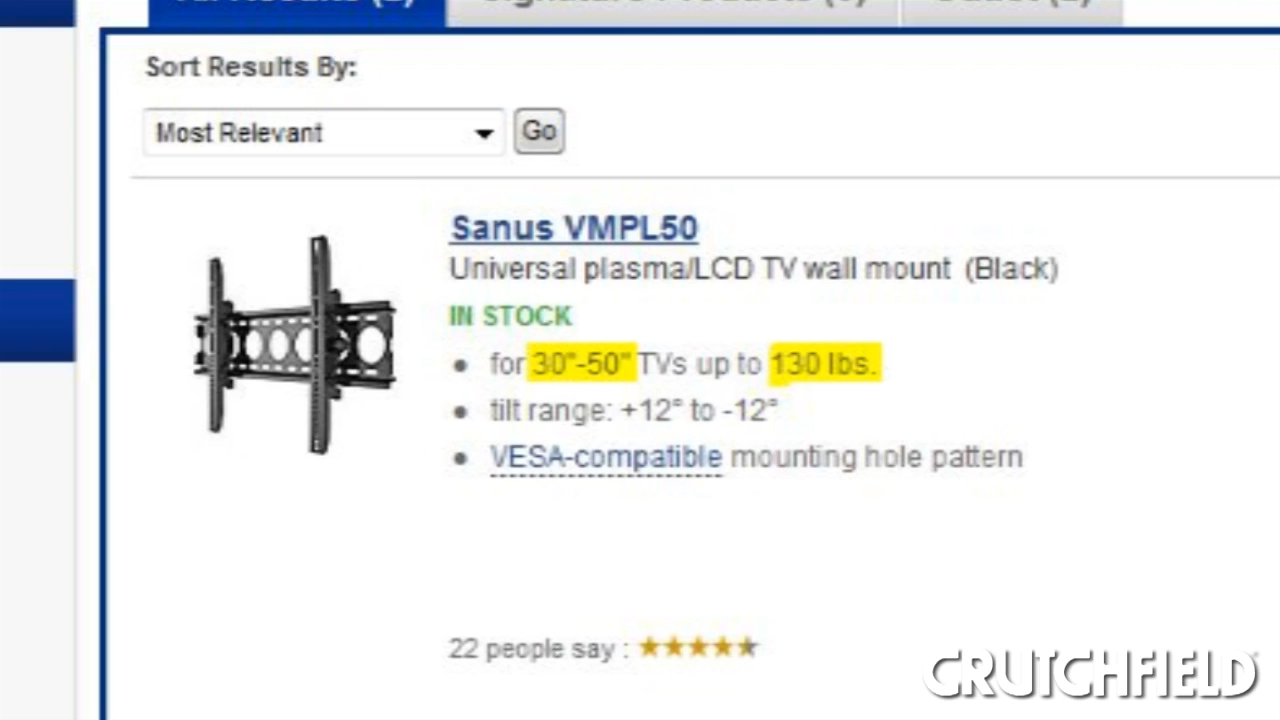 Sort Results By:
Most Relevant
Go
Sanus VMPL50
Universal plasma/LCD TV wall mount (Black)
IN STOCK
• for 30"-50" TVs up to 130 lbs.
• tilt range: +12° to -12°
• VESA-compatible mounting hole pattern
22 people say :
CRUTCHFIELD